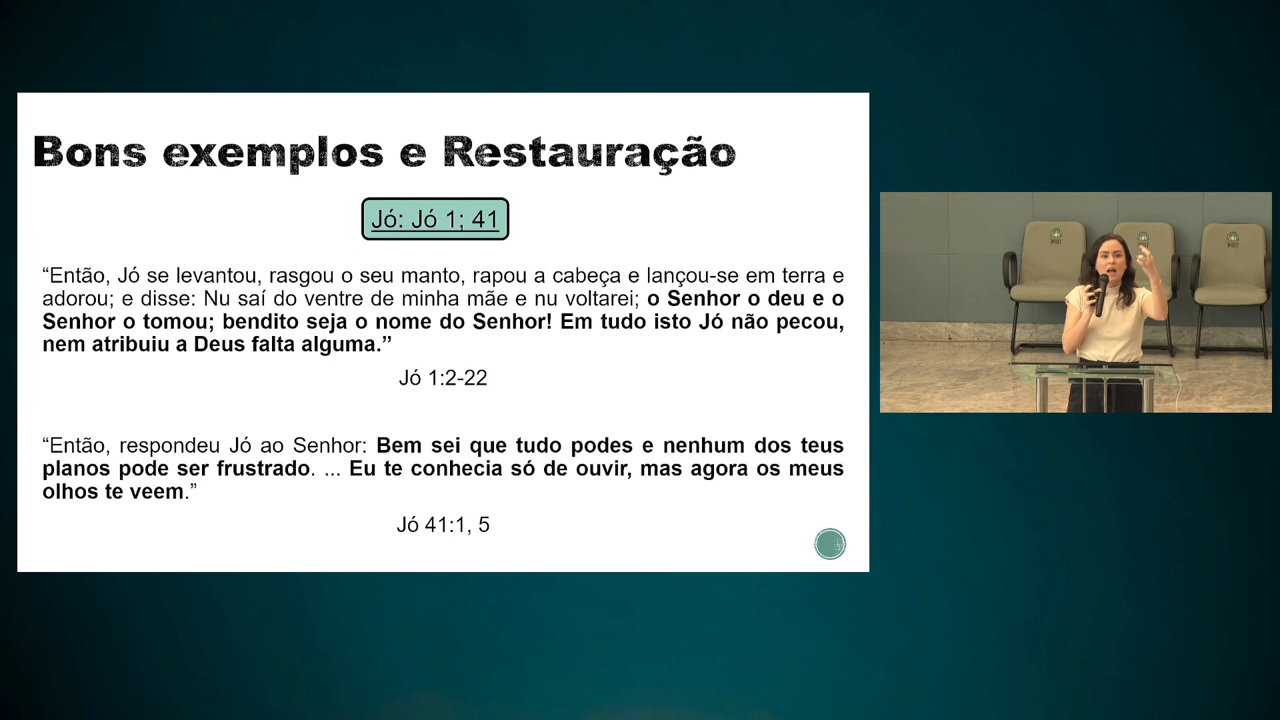 Bons exemplos e Restauração
Jó: Jó 1; 41
“Então, Jó se levantou, rasgou o seu manto, rapou a cabeça e lançou-se em terra e
adorou; e disse: Nu saí do ventre de minha mãe e nu voltarei; o Senhor o deu e o
Senhor o tomou; bendito seja o nome do Senhor! Em tudo isto Jó não pecou,
nem atribuiu a Deus falta alguma.”
Jó 1:2-22
“Então, respondeu Jó ao Senhor: Bem sei que tudo podes e nenhum dos teus
planos pode ser frustrado. ... Eu te conhecia só de ouvir, mas agora os meus
olhos te veem.”
Jó 41:1, 5